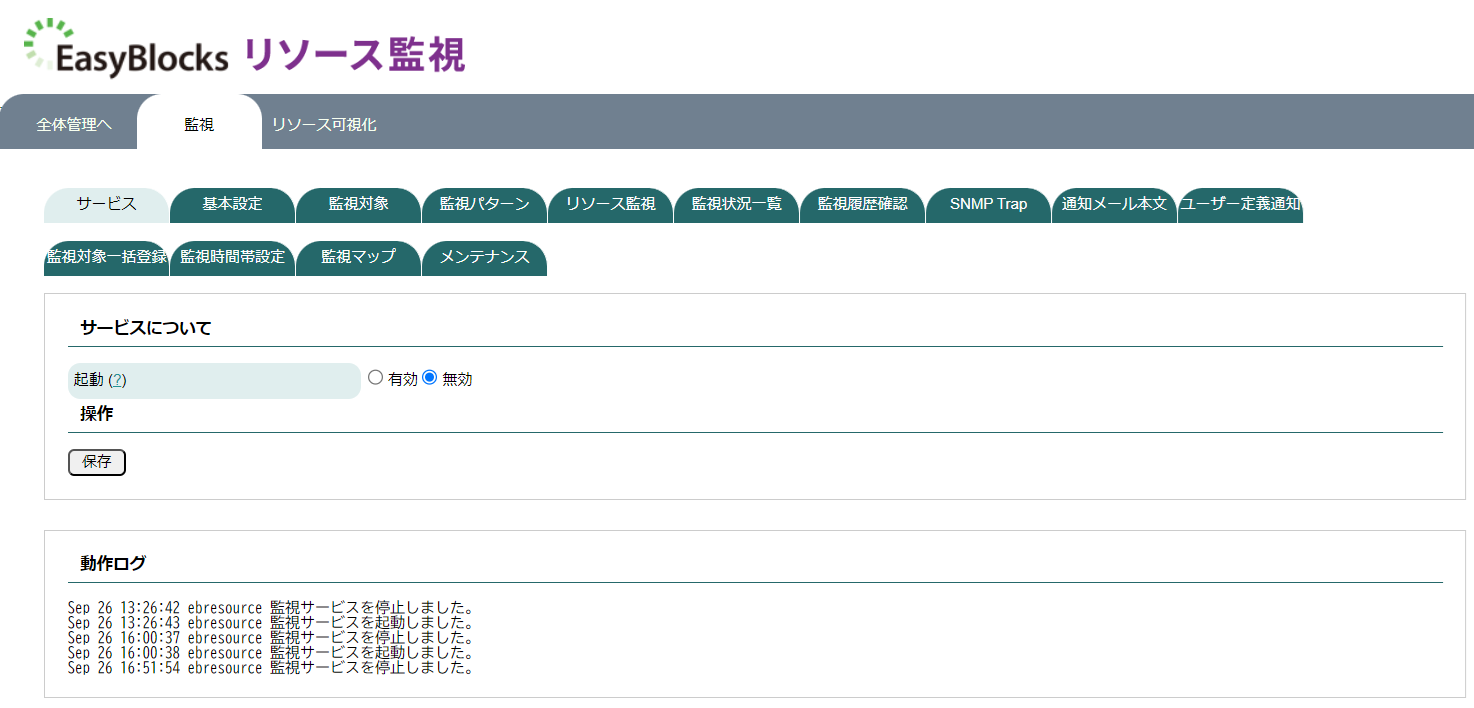 EasyBlocks リソース監視
全体管理へ 監視 リソース可視化
サービス 基本設定 監視対象 監視パターン リソース監視 監視状況一覧 監視履歴確認 SNMP Trap 通知メール本文 ユーザー定義通知
監視対象一括登録 監視時間帯設定 監視マップ メンテナンス
サービスについて
起動 (?) 有効 無効
操作
保存
動作ログ
Sep 26 13:26:42 ebresource 監視サービスを停止しました。
Sep 26 13:26:43 ebresource 監視サービスを起動しました。
Sep 26 16:00:37 ebresource 監視サービスを停止しました。
Sep 26 16:00:38 ebresource 監視サービスを起動しました。
Sep 26 16:51:54 ebresource 監視サービスを停止しました。